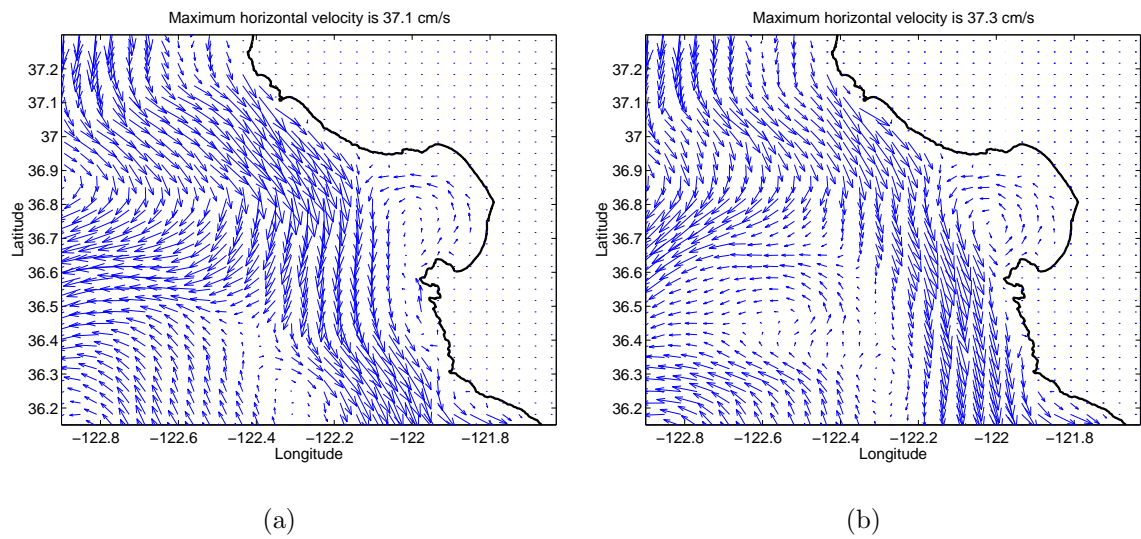 Maximum horizontal velocity is 37.1 cm/s
37.2
37.1
37
36.9
36.8
36.7
36.6
36.5
36.4
36.3
36.2
Latitude
−122.8 −122.6 −122.4 −122.2 −122 −121.8
Longitude
(a)
Maximum horizontal velocity is 37.3 cm/s
37.2
37.1
37
36.9
36.8
36.7
36.6
36.5
36.4
36.3
36.2
Latitude
−122.8 −122.6 −122.4 −122.2 −122 −121.8
Longitude
(b)